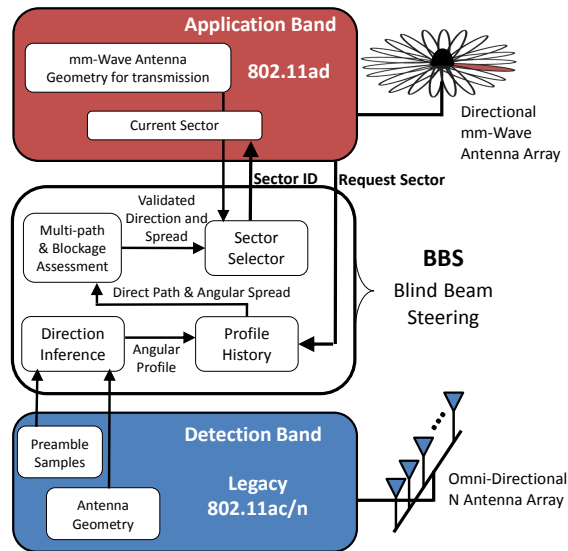 Application Band
mm-Wave Antenna
Geometry for transmission
802.11ad
Current Sector
Directional
mm-Wave
Antenna Array
Sector ID
Request Sector
Validated
Direction and
Spread
Multi-path
& Blockage
Assessment
Sector
Selector
BBS
Blind Beam
Steering
Direct Path & Angular Spread
Direction
Inference
Angular
Profile
Profile
History
Detection Band
Preamble
Samples
Legacy
802.11ac/n
Antenna
Geometry
Omni-Directional
N Antenna Array